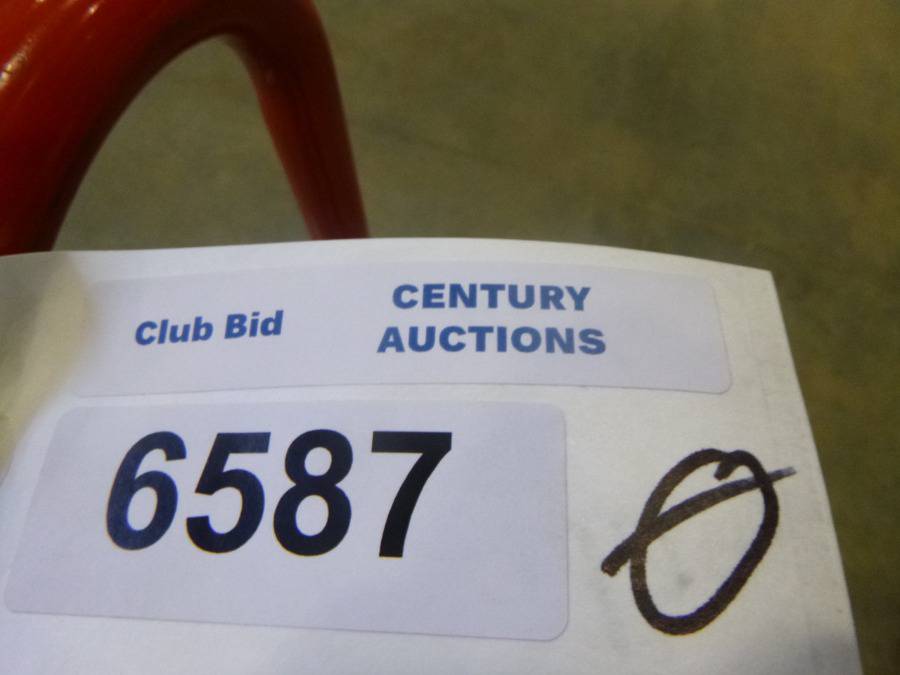 Club Bid
CENTURY
AUCTIONS
6587
Ø